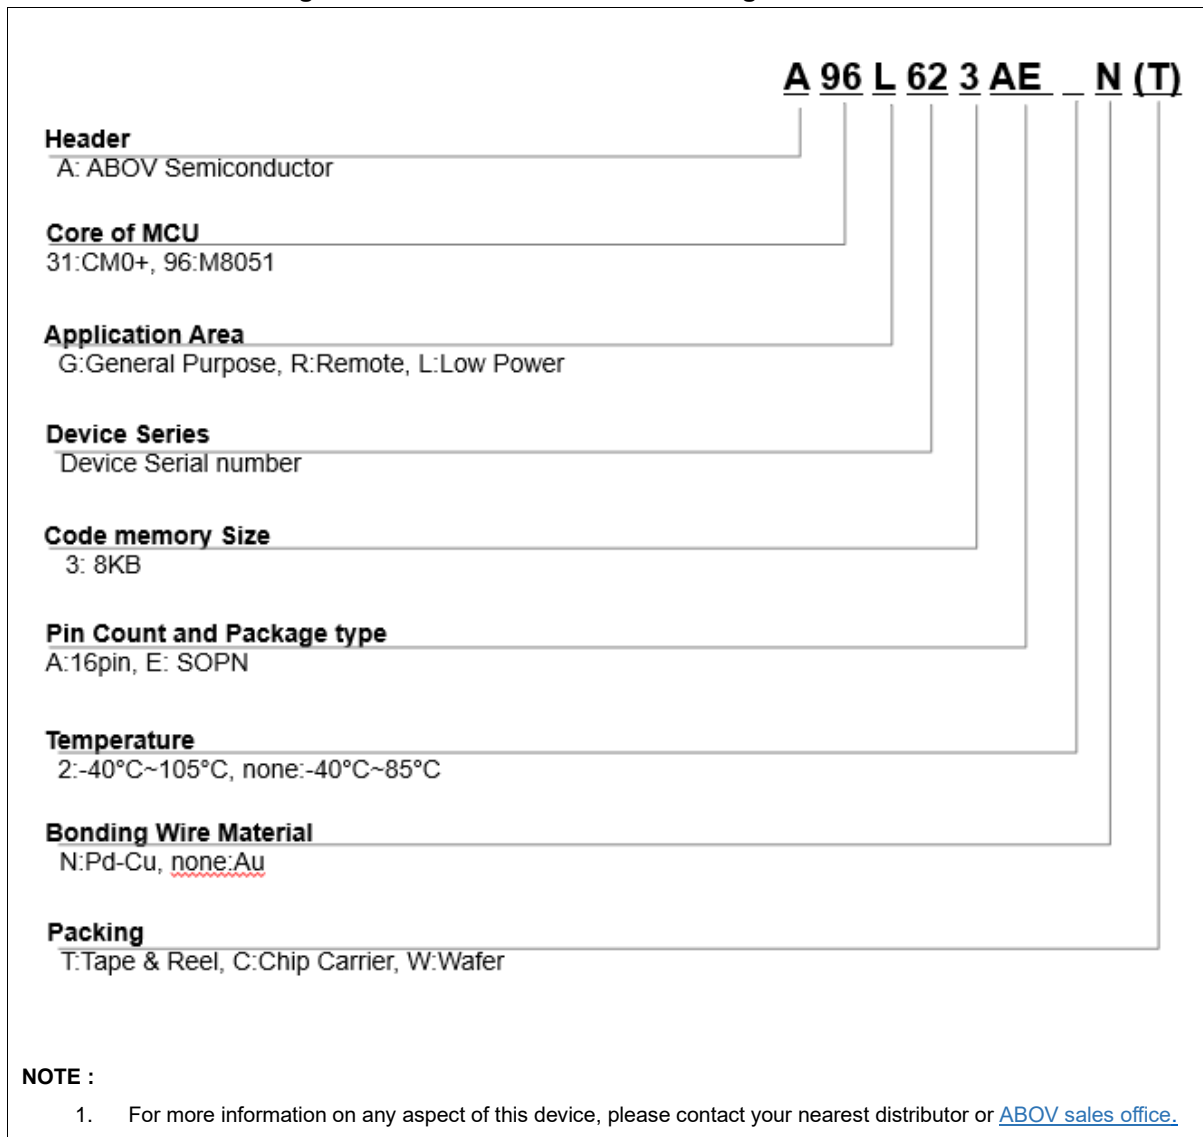 A 96 L 62 3 AE _ N (T)
Header
A: ABOV Semiconductor
Core of MCU
31:CM0+, 96:M8051
Application Area
G:General Purpose, R:Remote, L:Low Power
Device Series
Device Serial number
Code memory Size
3: 8KB
Pin Count and Package type
A:16pin, E: SOPN
Temperature
2:-40°C~105°C, none:-40°C~85°C
Bonding Wire Material
N:Pd-Cu, none:Au
Packing
T:Tape & Reel, C:Chip Carrier, W:Wafer
NOTE :
1. For more information on any aspect of this device, please contact your nearest distributor or ABOV sales office.